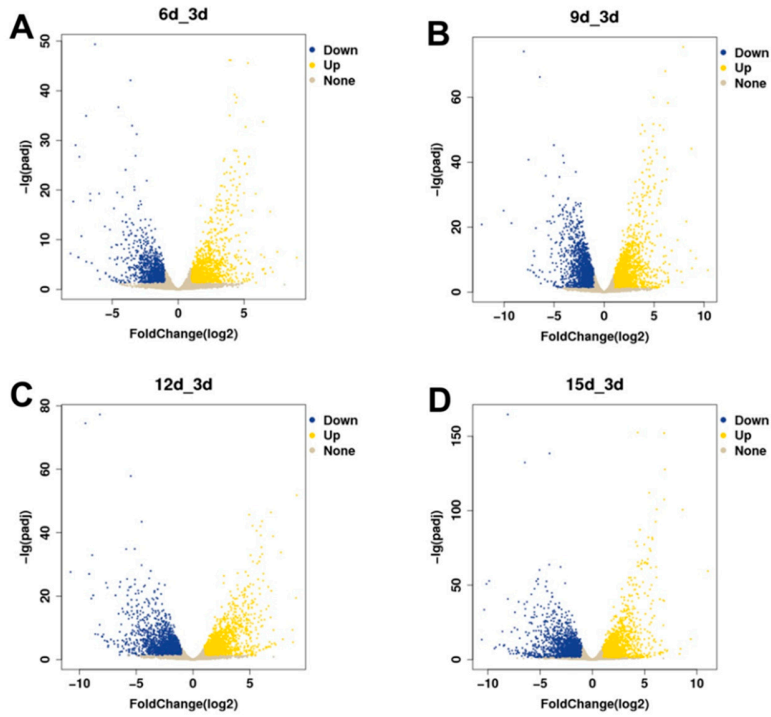 A
6d_3d
50
40
30
20
10
0
-lg(padj)
−5
0
5
FoldChange(log2)
Down
Up
None
B
9d_3d
60
40
20
0
-lg(padj)
−10
−5
0
5
10
FoldChange(log2)
Down
Up
None
C
12d_3d
80
60
40
20
0
-lg(padj)
−10
−5
0
5
FoldChange(log2)
Down
Up
None
D
15d_3d
150
100
50
0
-lg(padj)
−10
−5
0
5
10
FoldChange(log2)
Down
Up
None